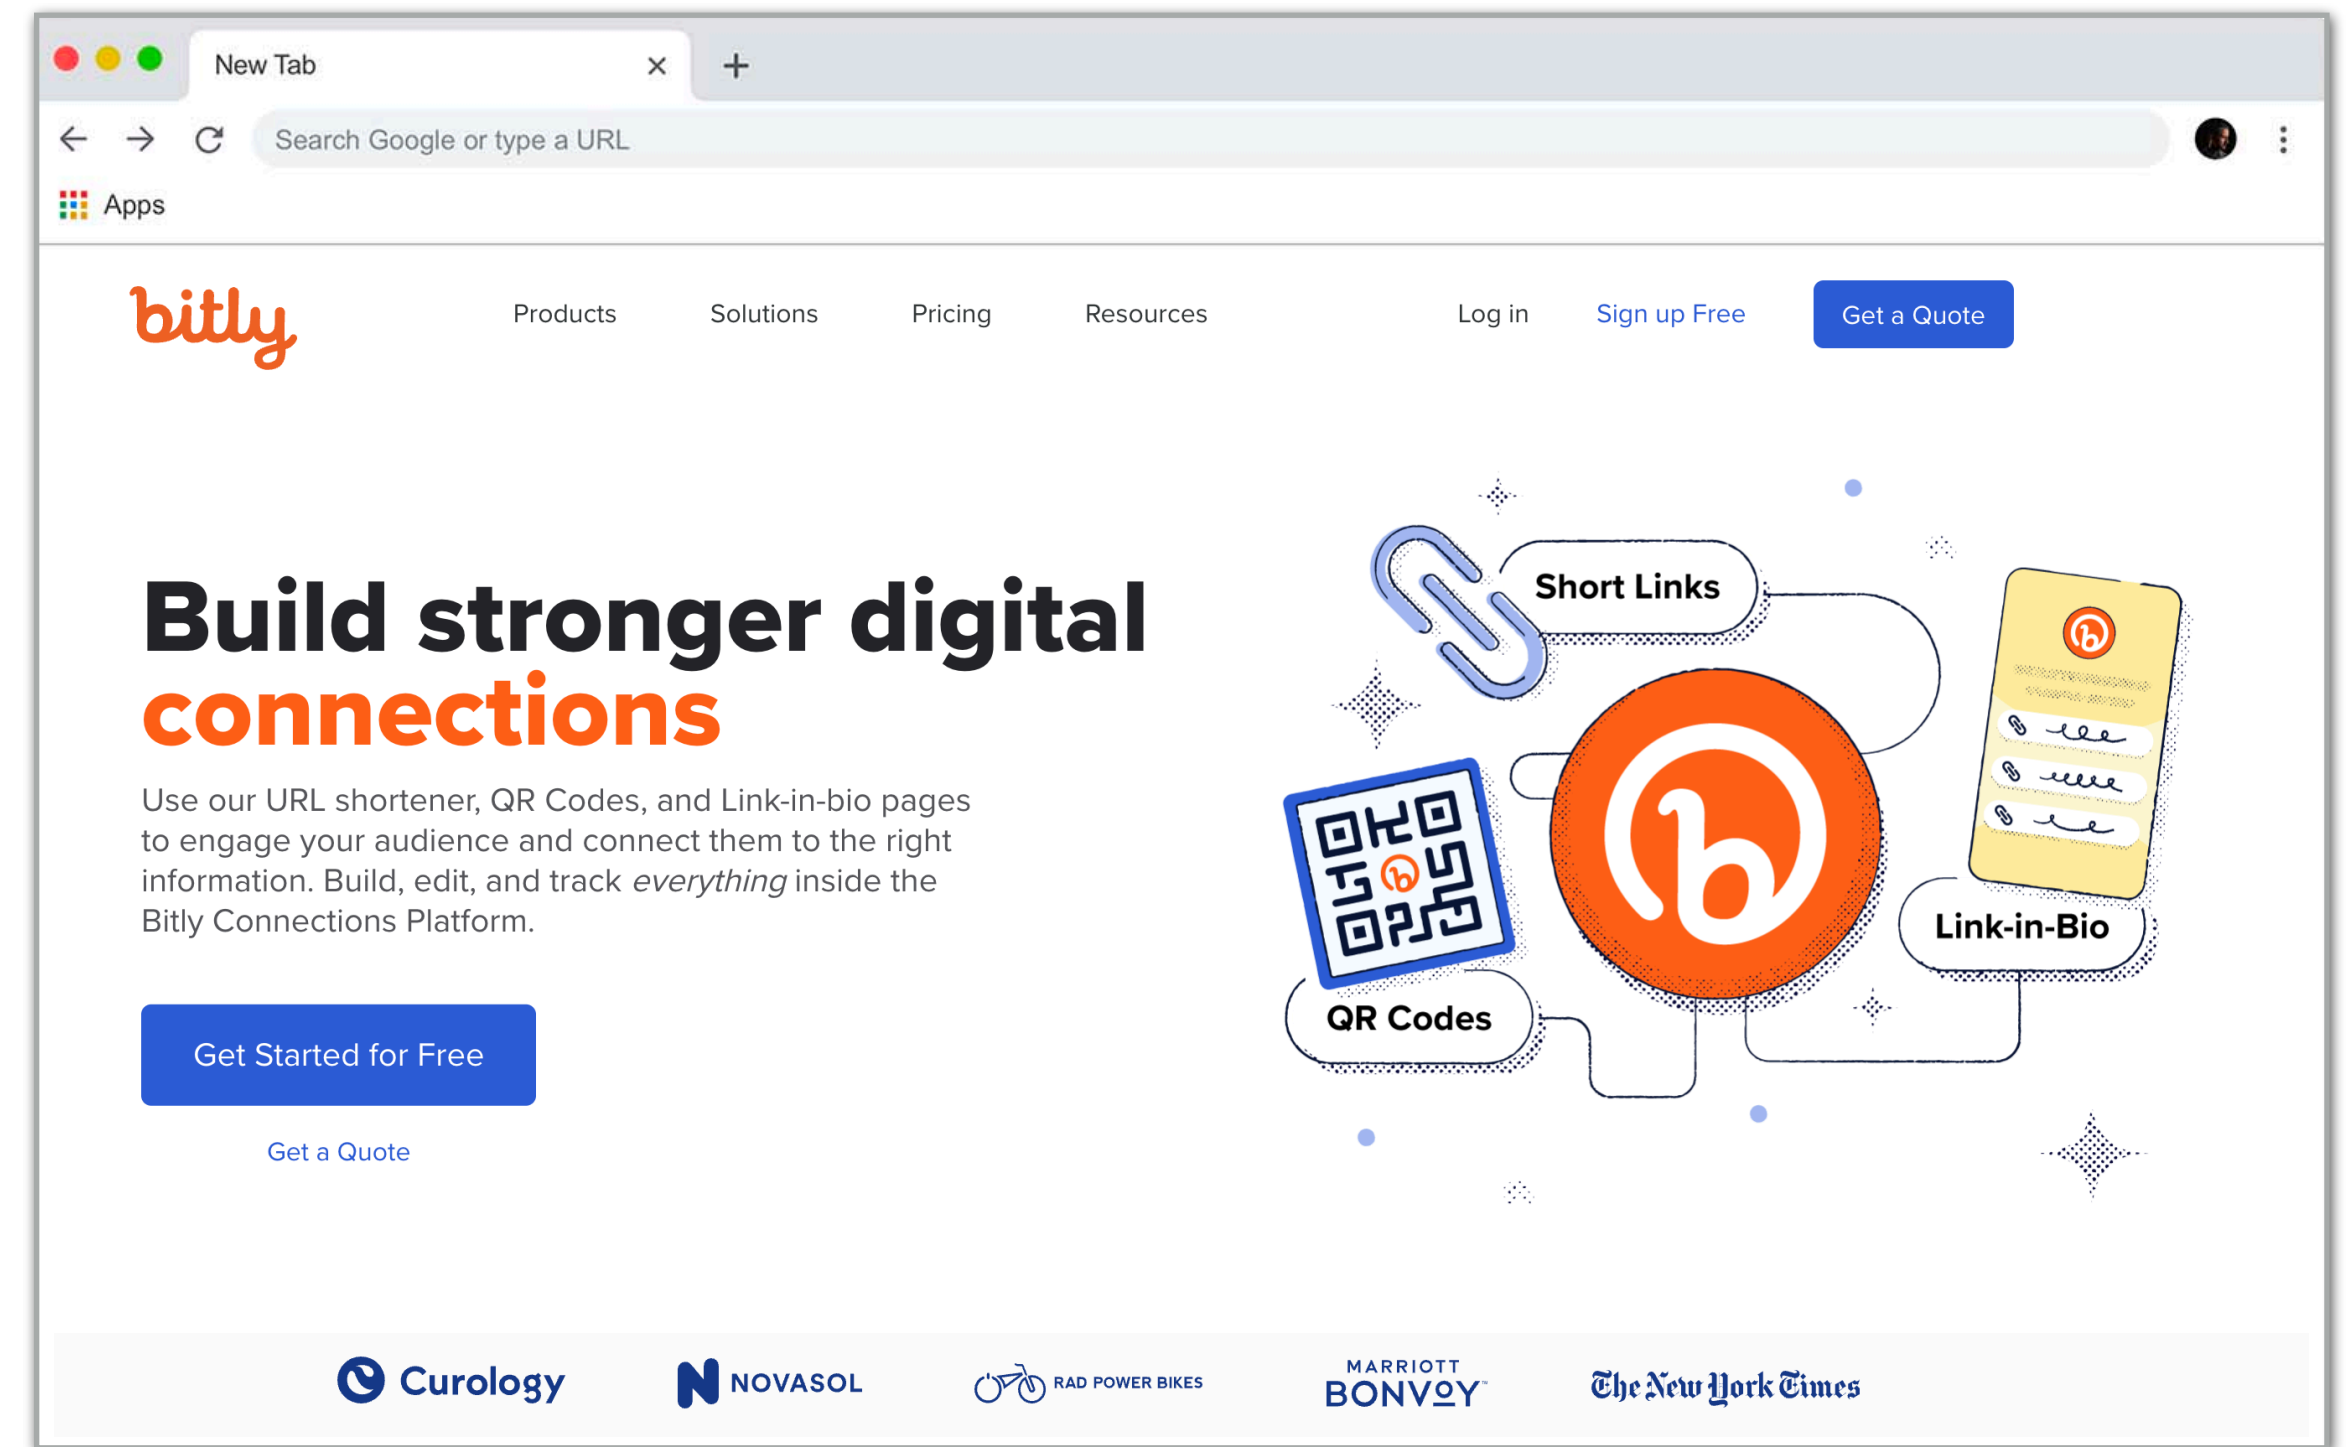 New Tab
Search Google or type a URL
Apps
bitly
Products
Solutions
Pricing
Resources
Log in
Sign up Free
Get a Quote
Build stronger digital
connections
Use our URL shortener, QR Codes, and Link-in-bio pages
to engage your audience and connect them to the right
information. Build, edit, and track everything inside the
Bitly Connections Platform.
Get Started for Free
Get a Quote
Short Links
QR Codes
Link-in-Bio
Curology
NOVASOL
RAD POWER BIKES
MARRIOTT
BONVOY™
The New York Times